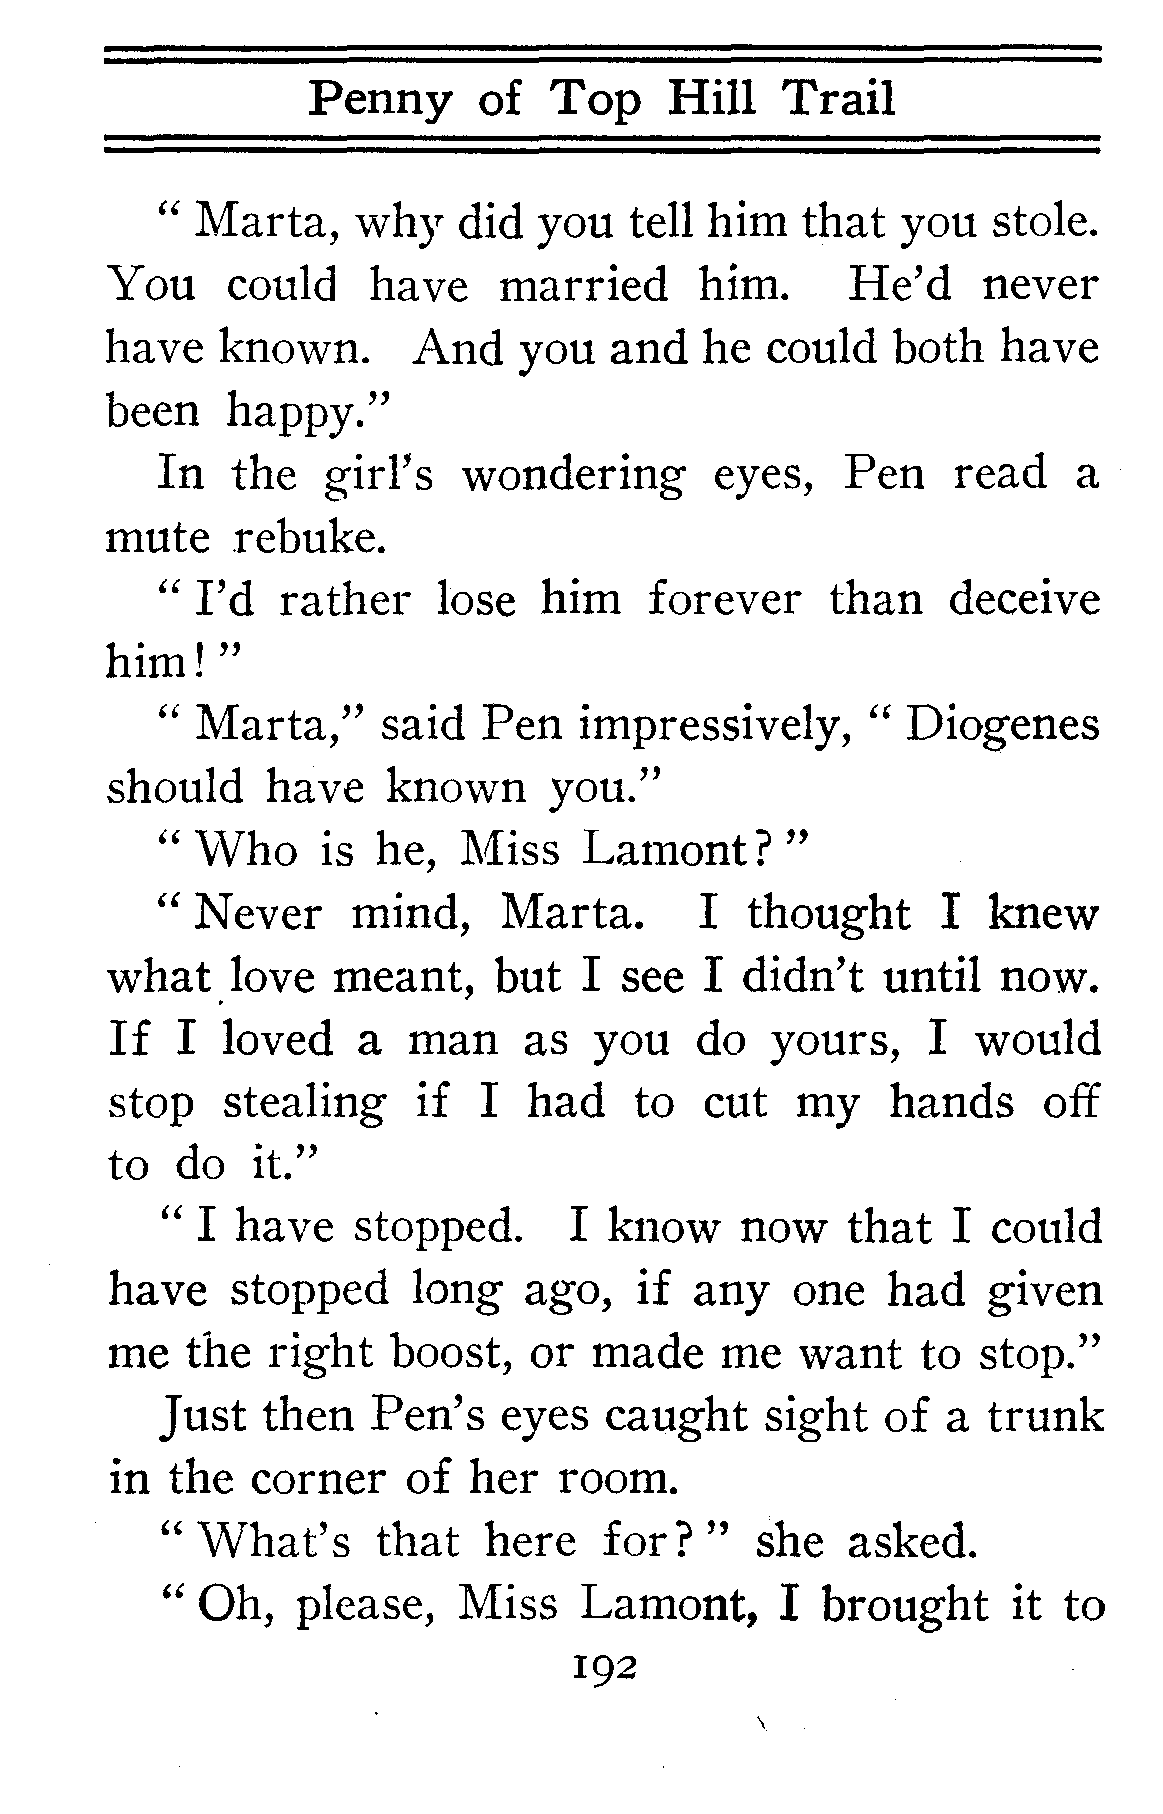 Penny of Top Hill Trail
“ Marta, why did you tell him that you stole.
You could have married him. He’d never
have known. And you and he could both have
been happy.”
In the girl’s wondering eyes, Pen read a
mute rebuke.
“ I’d rather lose him forever than deceive
him! ”
“ Marta,” said Pen impressively, “ Diogenes
should have known you.”
“ Who is he, Miss Lamont? ”
“ Never mind, Marta. I thought I knew
what love meant, but I see I didn’t until now.
If I loved a man as you do yours, I would
stop stealing if I had to cut my hands off
to do it.”
“ I have stopped. I know now that I could
have stopped long ago, if any one had given
me the right boost, or made me want to stop.”
Just then Pen’s eyes caught sight of a trunk
in the corner of her room.
“ What’s that here for? ” she asked.
“ Oh, please, Miss Lamont, I brought it to
192